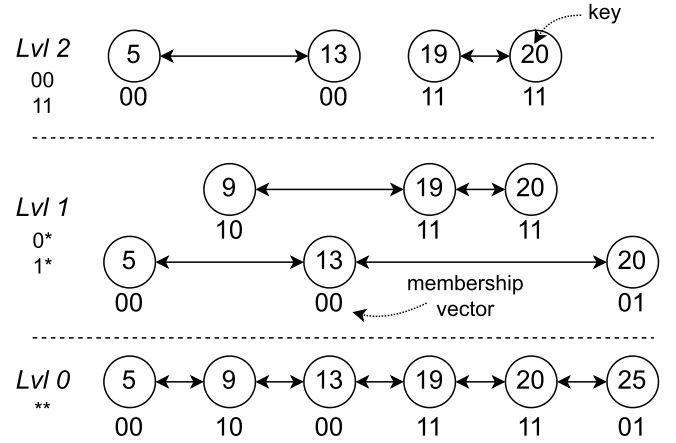 key
Lvl 2
00
11
5 13 19 20
00 00 11 11
Lvl 1
0*
1*
9 19 20
10 11 11
5 13 20
00 00 01
membership
vector
Lvl 0
**
5 9 13 19 20 25
00 10 00 11 11 01